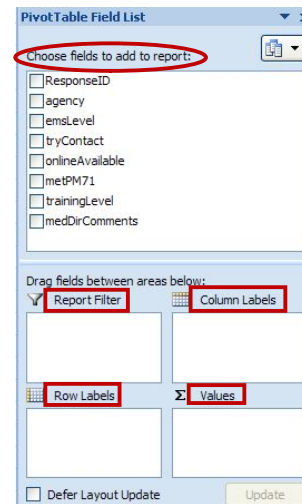 PivotTable Field List
Choose fields to add to report:
ResponseID
agency
emsLevel
tryContact
onlineAvailable
metPM71
trainingLevel
medDirComments
Drag fields between areas below:
Report Filter
Column Labels
Row Labels
Σ Values
Defer Layout Update
Update